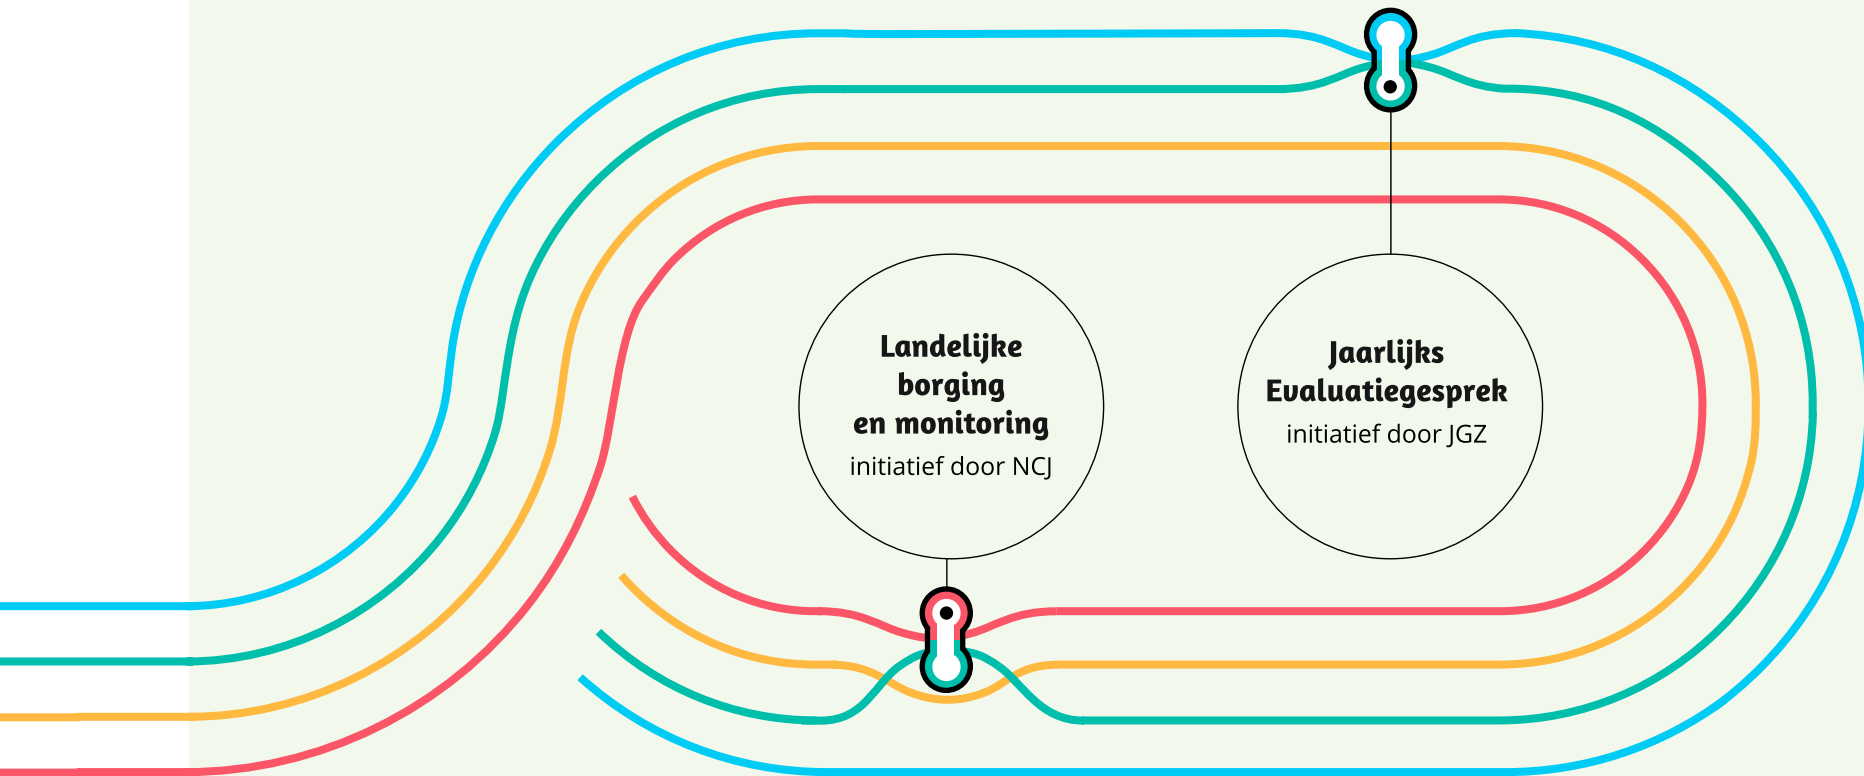 Landelijke
borging
en monitoring
initiatief door NCJ
Jaarlijks
Evaluatiegesprek
initiatief door JGZ